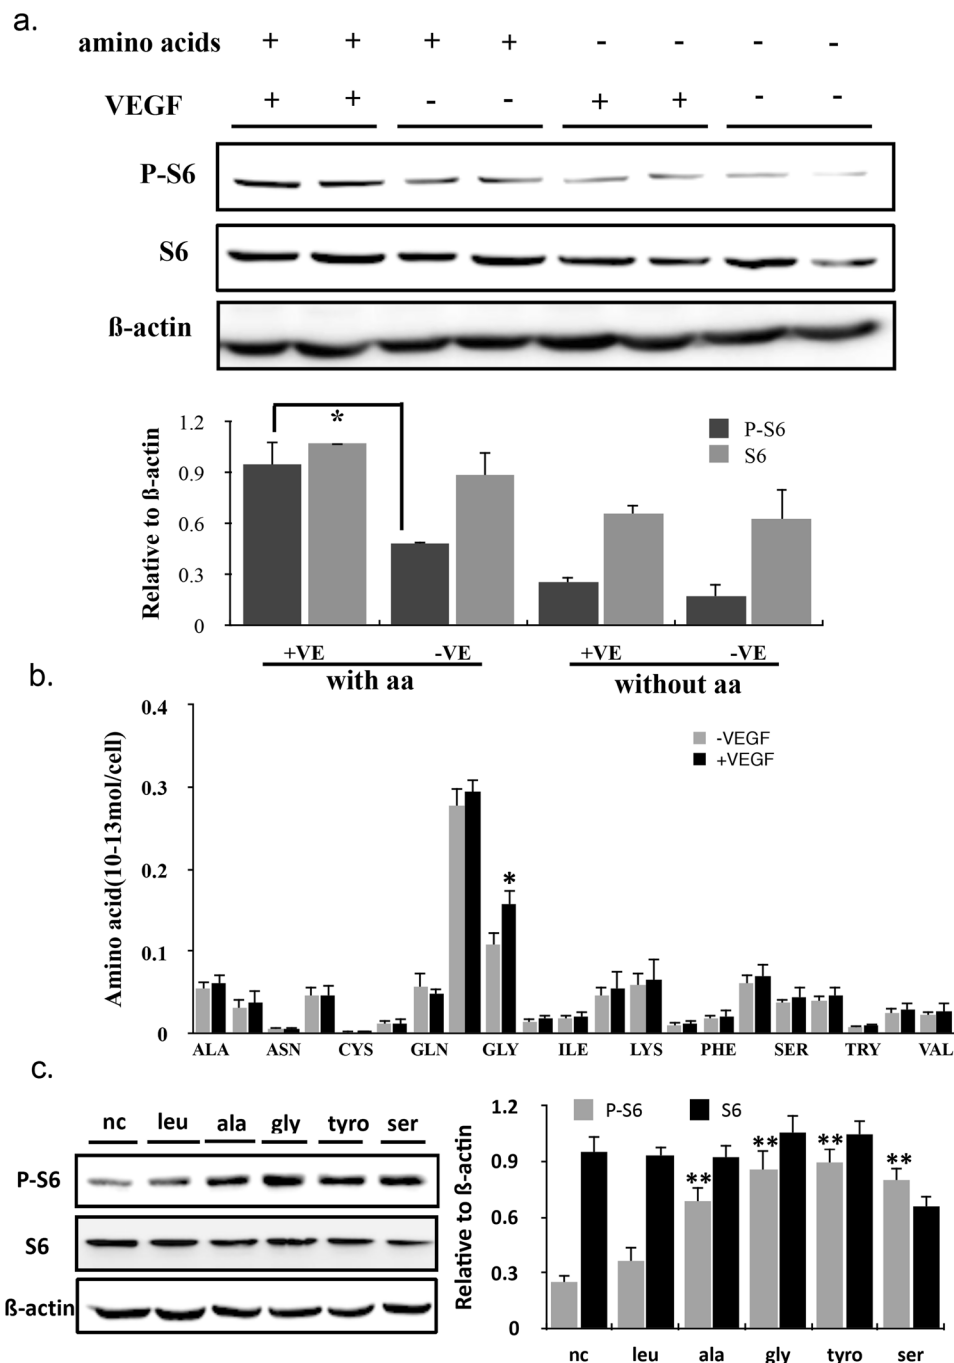 a.
amino acids + + + + - - - -
VEGF + + - - + + - -
P-S6
S6
ß-actin
1.2
0.9
0.6
0.3
0
Relative to ß-actin
*
P-S6
S6
+VE -VE +VE -VE
with aa without aa
b.
0.4
0.3
0.2
0.1
0
Amino acid(10-13mol/cell)
-VEGF
+VEGF
*
ALA ASN CYS GLN GLY ILE LYS PHE SER TRY VAL
c.
nc leu ala gly tyro ser
P-S6
S6
ß-actin
1.2
0.9
0.6
0.3
0
Relative to ß-actin
P-S6 S6
** ** ** **
nc leu ala gly tyro ser